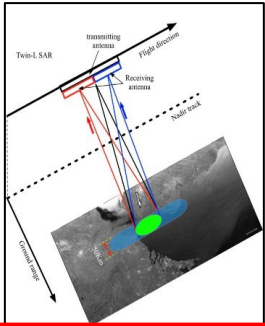 transmitting
antenna
Twin-L SAR
Flight direction
Receiving
antenna
Nadir track
Ground range